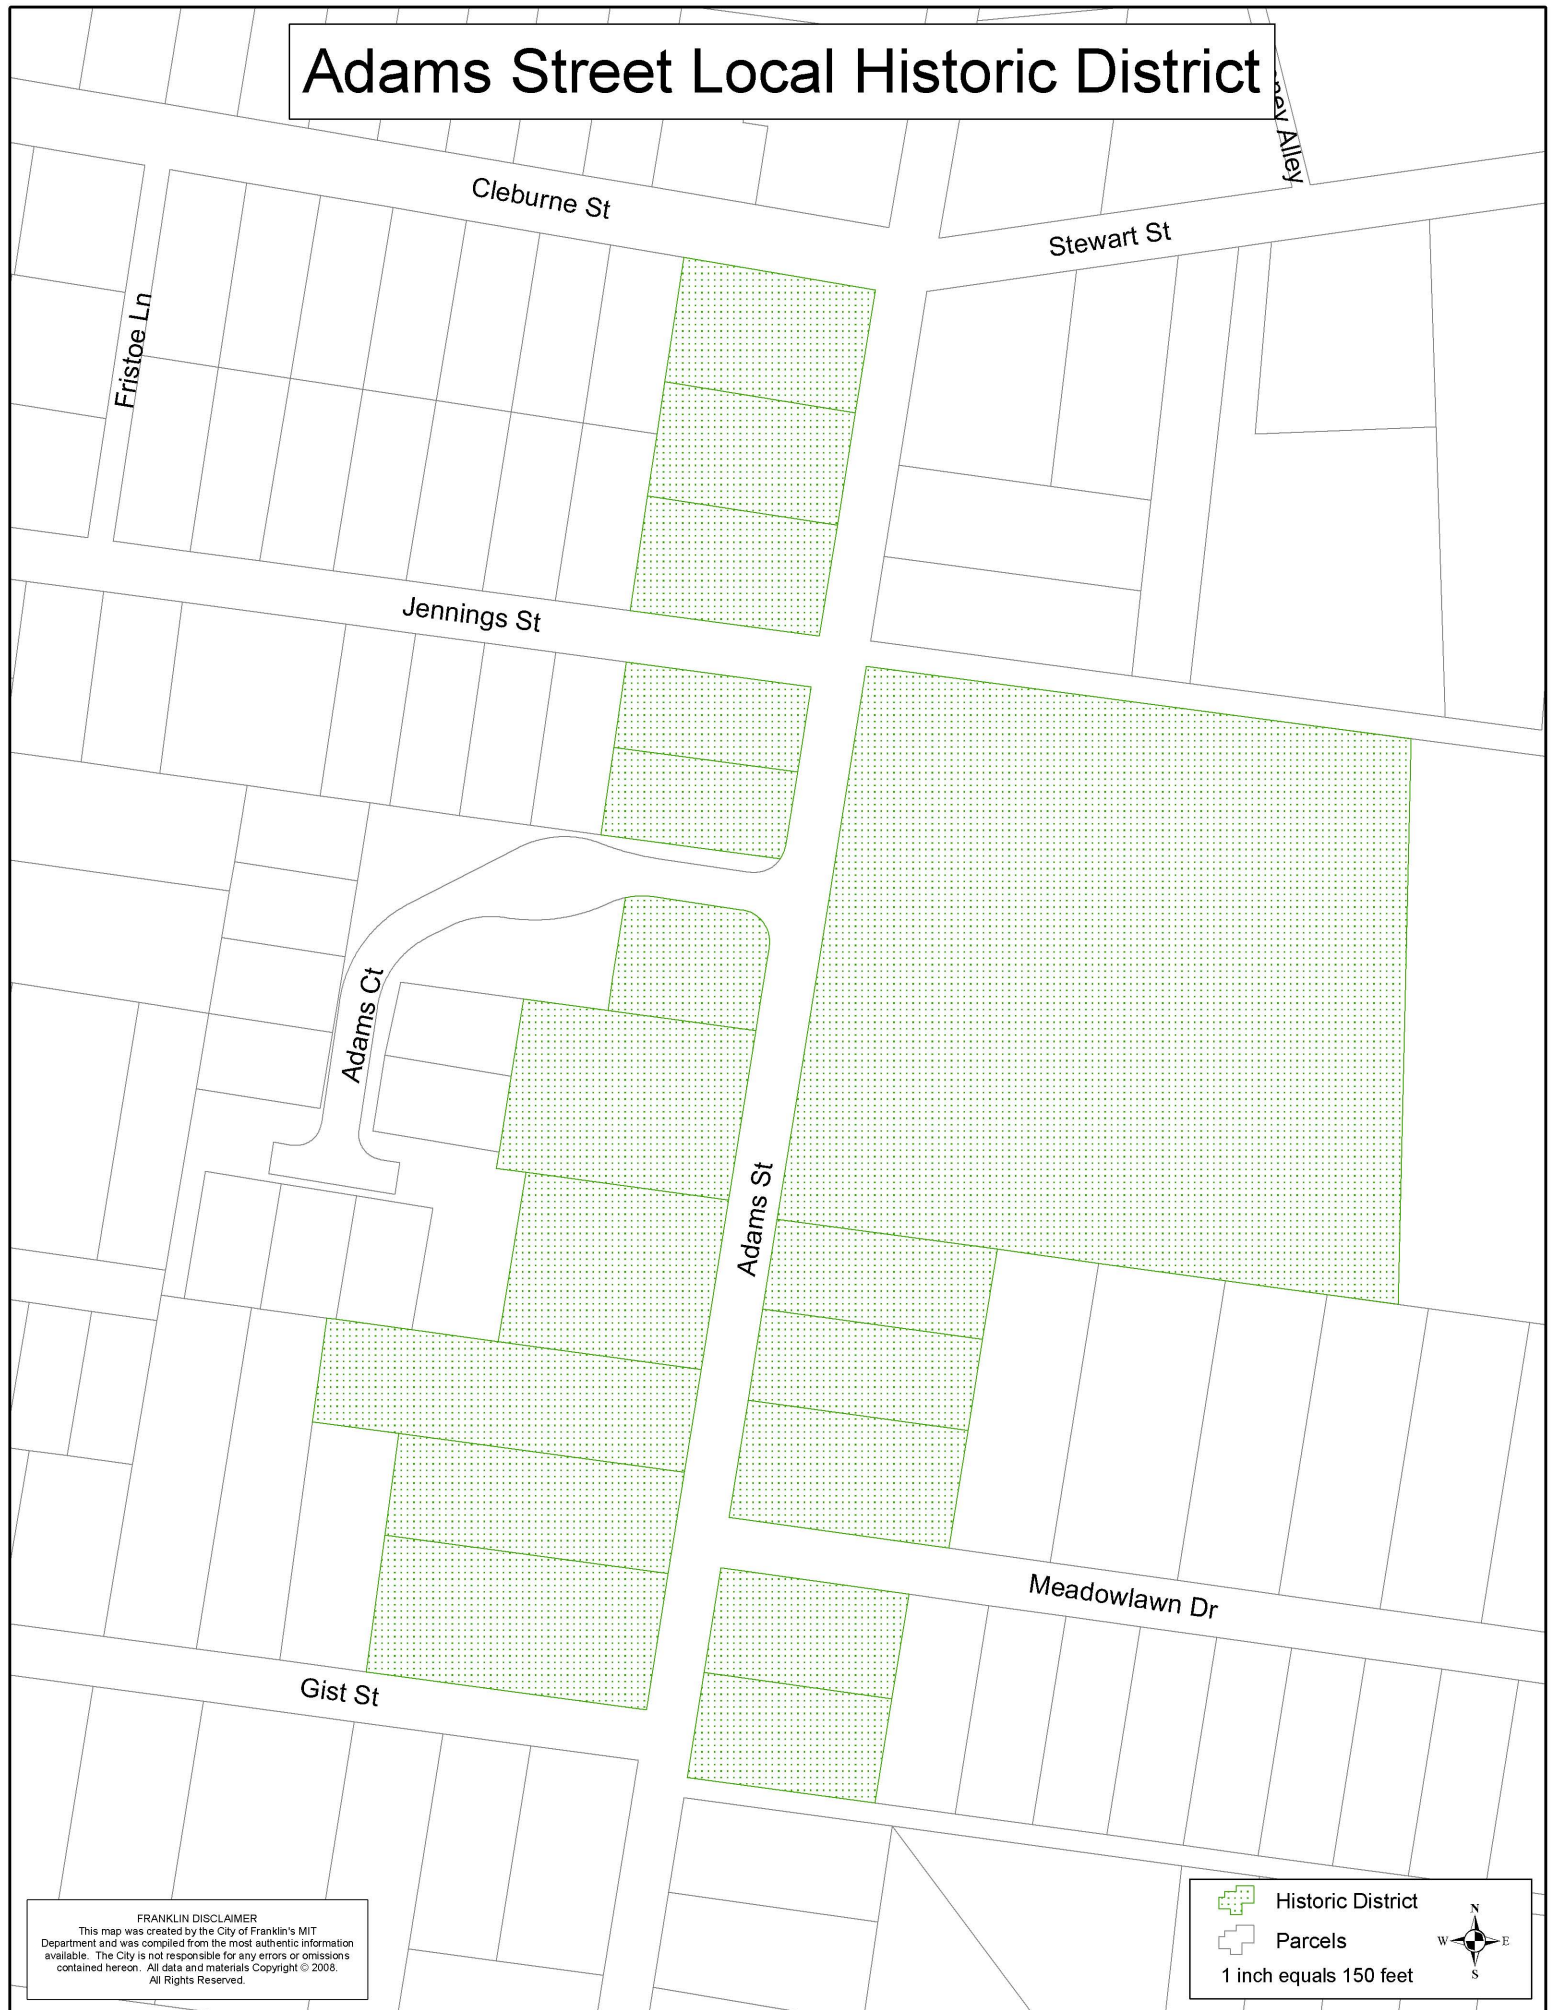 Adams Street Local Historic District
Alley
Cleburne St
Stewart St
Fristoe Ln
Jennings St
Adams Ct
Adams St
Meadowlawn Dr
Gist St
FRANKLIN DISCLAIMER
This map was created by the City of Franklin's MIT
Department and was compiled from the most authentic information
available. The City is not responsible for any errors or omissions
contained hereon. All data and materials Copyright © 2008.
All Rights Reserved.
Historic District
Parcels
1 inch equals 150 feet
N
W E
S